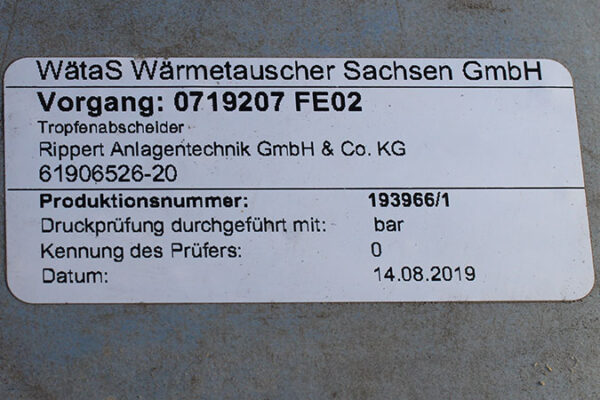 WätaS Wärmetauscher Sachsen GmbH
Vorgang: 0719207 FE02
Tropfenabscheider
Rippert Anlagentechnik GmbH & Co. KG
61906526-20
Produktionsnummer: 193966/1
Druckprüfung durchgeführt mit: bar
Kennung des Prüfers: 0
Datum: 14.08.2019